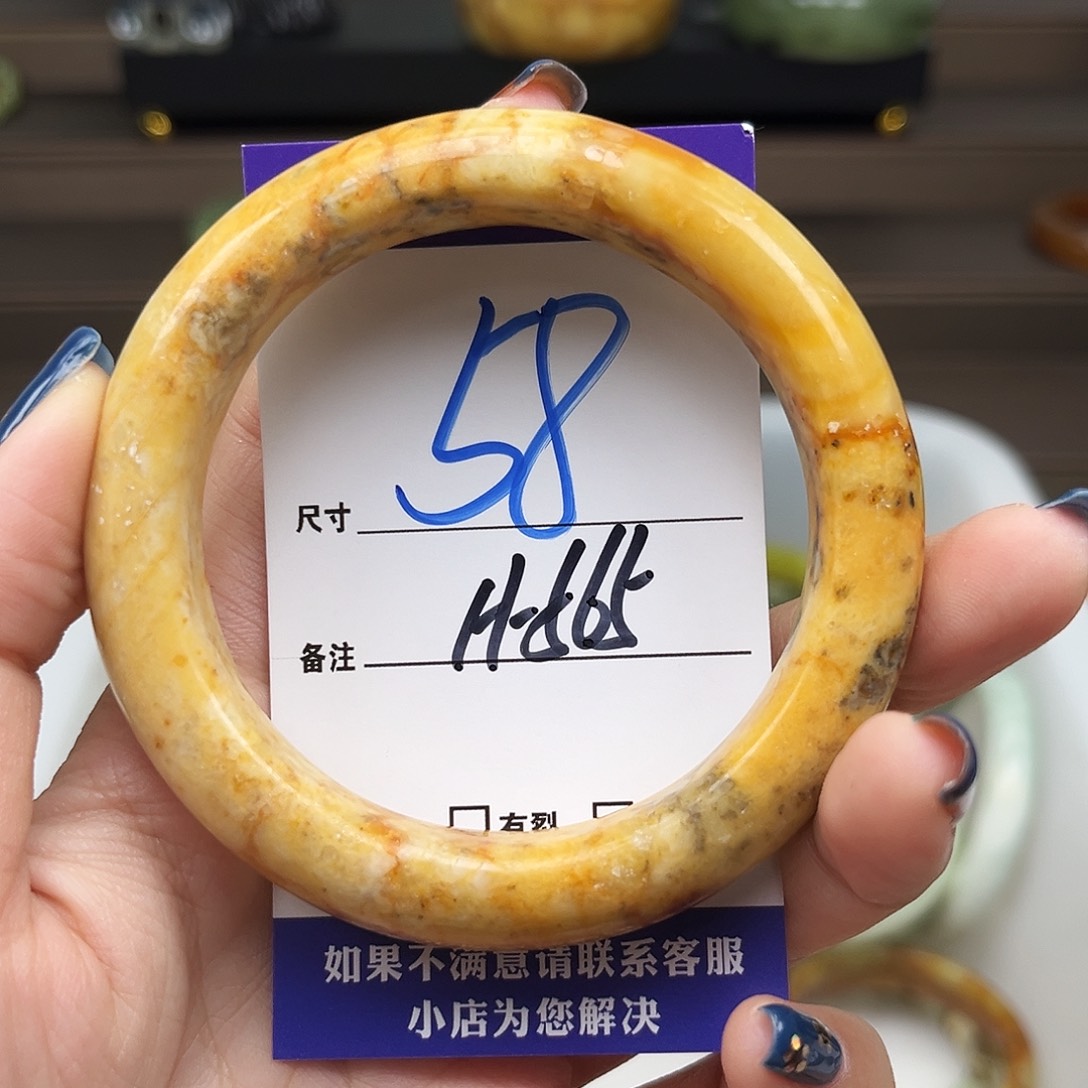 尺寸 58
备注
有裂
如果不满意请联系客服
小店为您解决